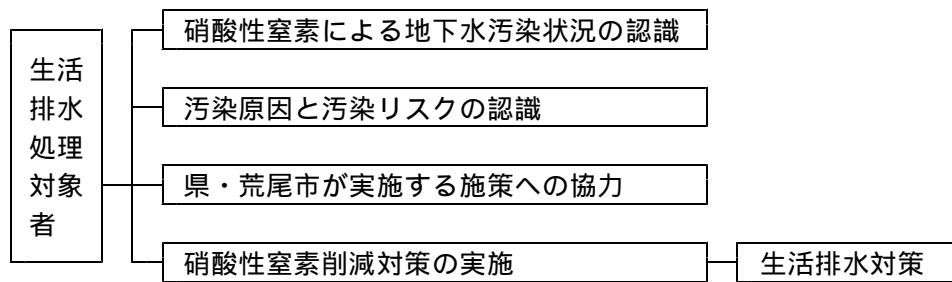 生活
排水
処理
対象
者
硝酸性窒素による地下水汚染状況の認識
汚染原因と汚染リスクの認識
県・荒尾市が実施する施策への協力
硝酸性窒素削減対策の実施
生活排水対策